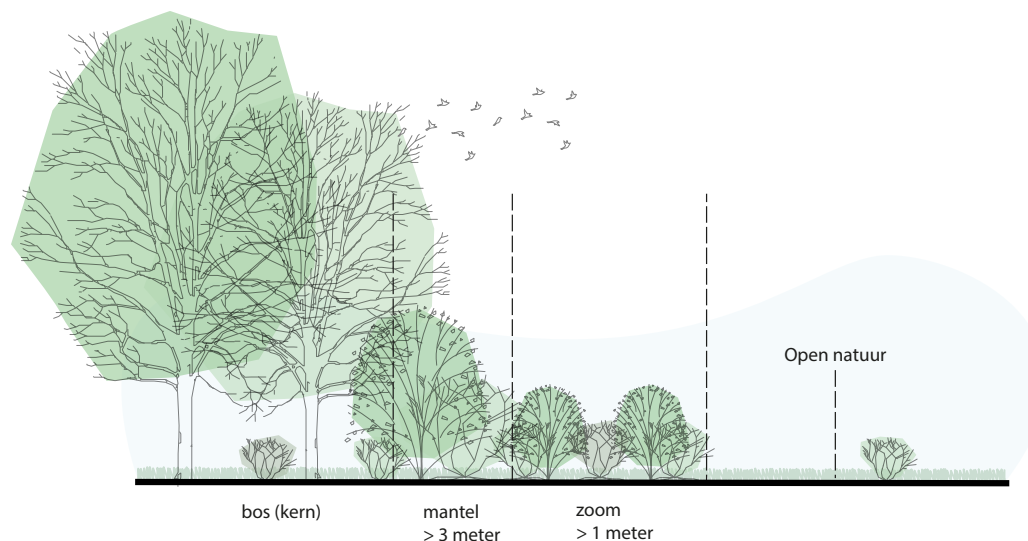 Open natuur
bos (kern)
mantel
> 3 meter
zoom
> 1 meter